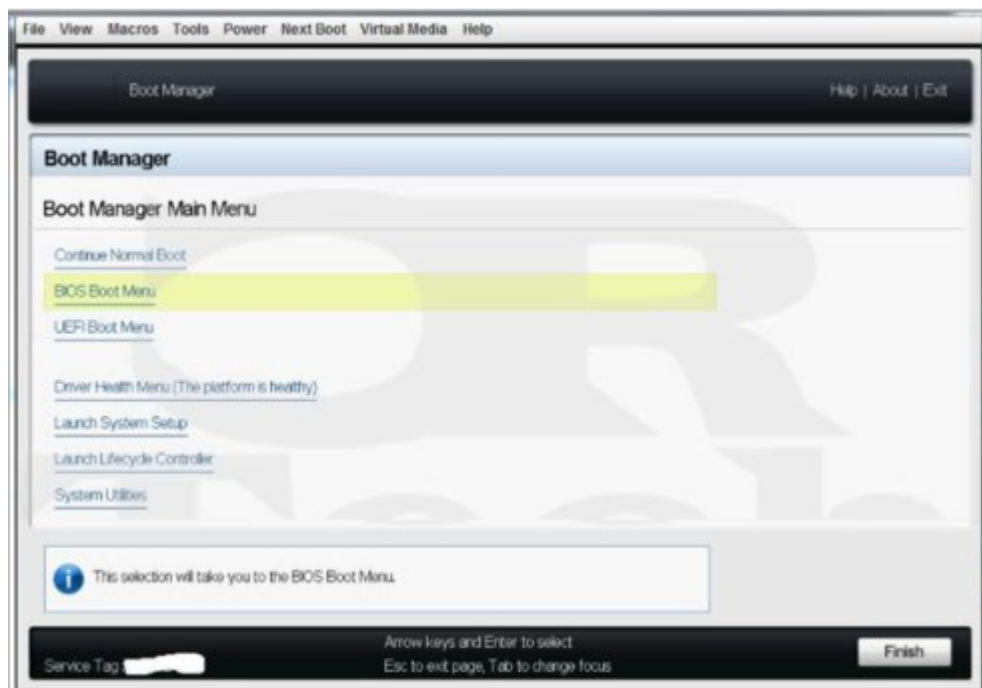 File View Macros Tools Power Next Boot Virtual Media Help
Boot Manager
Help | About | Exit
Boot Manager
Boot Manager Main Menu
Continue Normal Boot
BIOS Boot Menu
UEFI Boot Menu
Driver Health Menu (The platform is healthy)
Launch System Setup
Launch Lifecycle Controller
System Utilities
This selection will take you to the BIOS Boot Menu.
Arrow keys and Enter to select
Service Tag:
Esc to exit page, Tab to change focus
Finish
OR
Tech